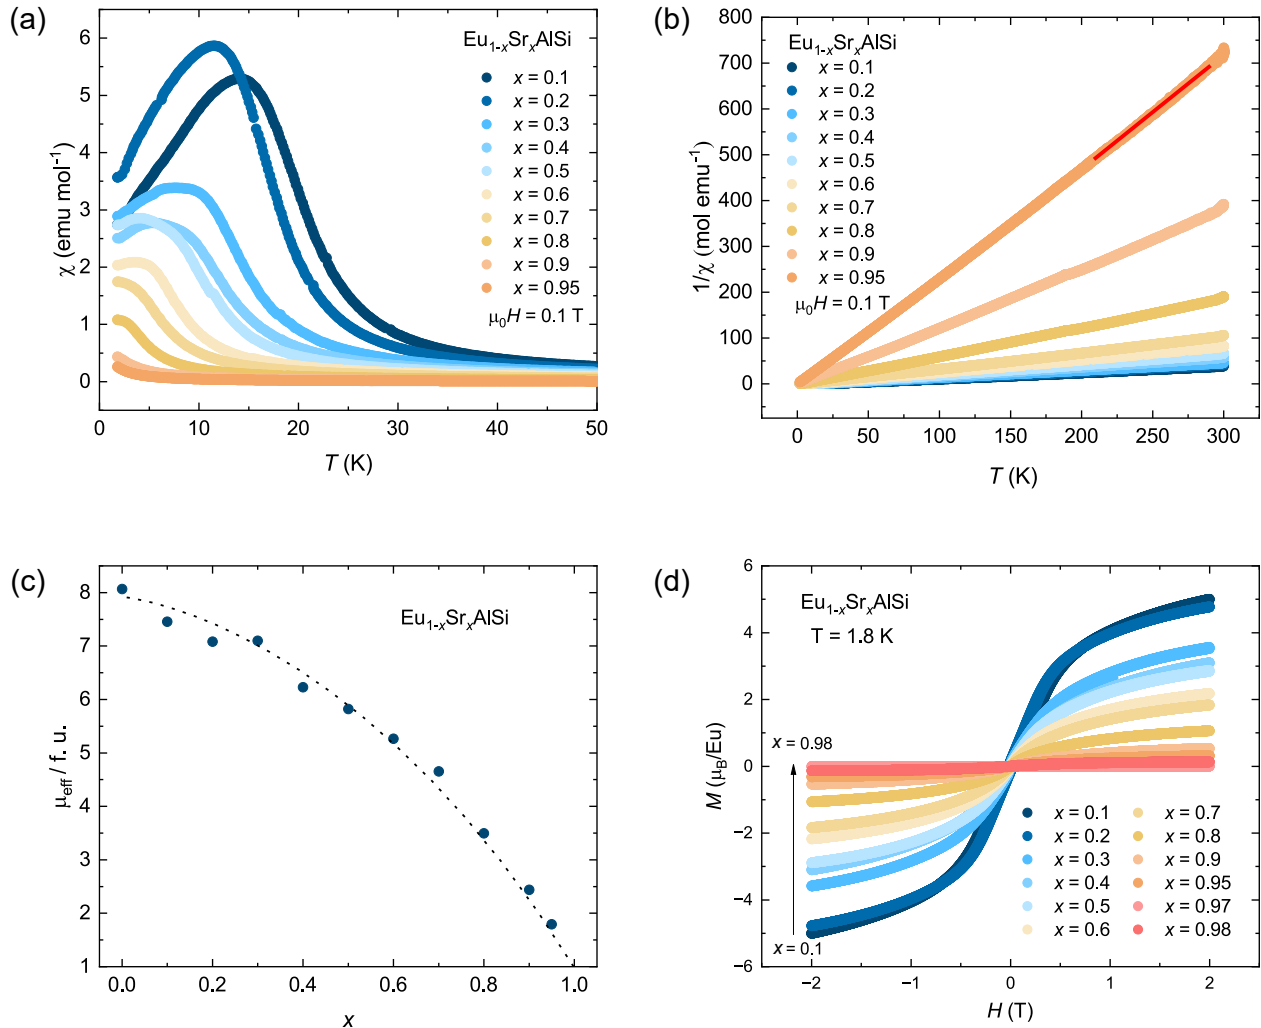 (a)
Eu1-xSrxAlSi
x = 0.1
x = 0.2
x = 0.3
x = 0.4
x = 0.5
x = 0.6
x = 0.7
x = 0.8
x = 0.9
x = 0.95
μ0H = 0.1 T
χ (emu mol⁻¹)
6
5
4
3
2
1
0
0 10 20 30 40 50
T (K)
(b)
Eu1-xSrxAlSi
x = 0.1
x = 0.2
x = 0.3
x = 0.4
x = 0.5
x = 0.6
x = 0.7
x = 0.8
x = 0.9
x = 0.95
μ0H = 0.1 T
1/χ (mol emu⁻¹)
800
700
600
500
400
300
200
100
0
0 50 100 150 200 250 300
T (K)
(c)
Eu1-xSrxAlSi
μeff / f. u.
8
7
6
5
4
3
2
1
0.0 0.2 0.4 0.6 0.8 1.0
x
(d)
Eu1-xSrxAlSi
T = 1.8 K
x = 0.98
x = 0.1
M (μB/Eu)
6
4
2
0
−2
−4
−6
x = 0.1 x = 0.7
x = 0.2 x = 0.8
x = 0.3 x = 0.9
x = 0.4 x = 0.95
x = 0.5 x = 0.97
x = 0.6 x = 0.98
−2 −1 0 1 2
H (T)